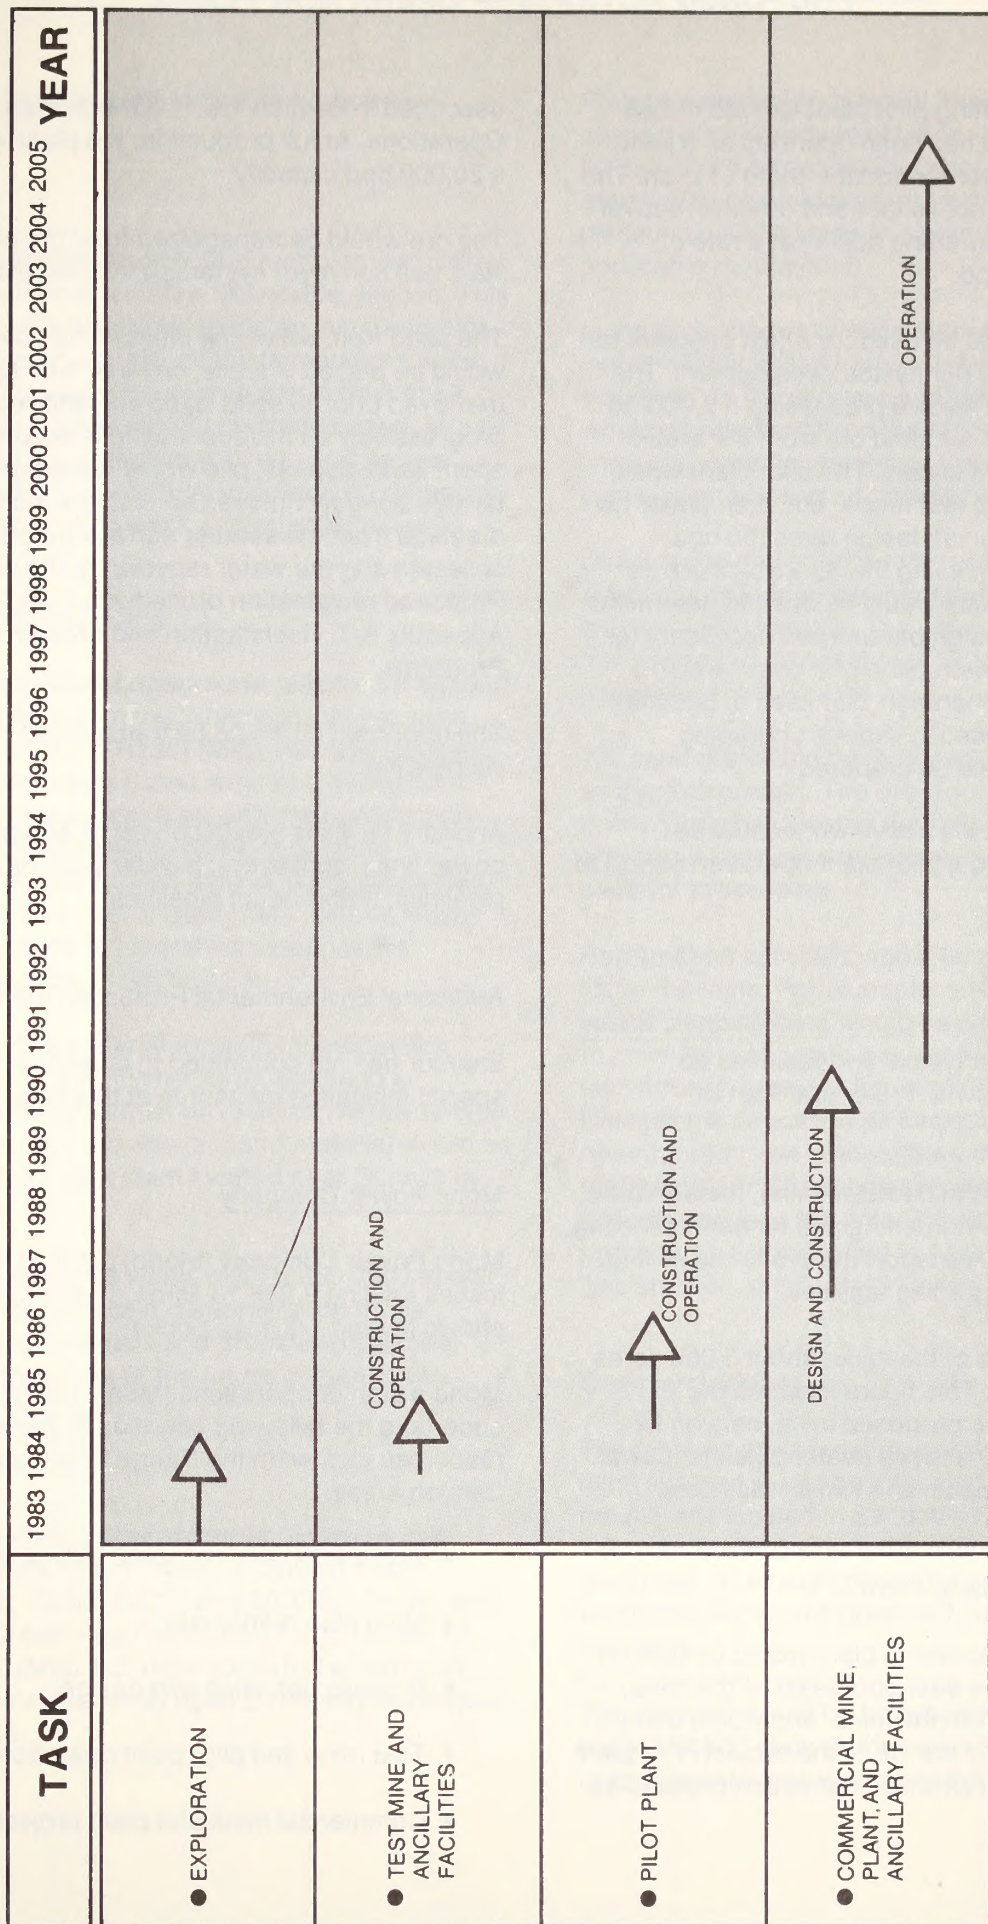 TASK
1983 1984 1985 1986 1987 1988 1989 1990 1991 1992 1993 1994 1995 1996 1997 1998 1999 2000 2001 2002 2003 2004 2005 YEAR
● EXPLORATION
● TEST MINE AND
ANCILLARY
FACILITIES
CONSTRUCTION AND
OPERATION
● PILOT PLANT
CONSTRUCTION AND
OPERATION
● COMMERCIAL MINE,
PLANT, AND
ANCILLARY FACILITIES
DESIGN AND CONSTRUCTION
OPERATION